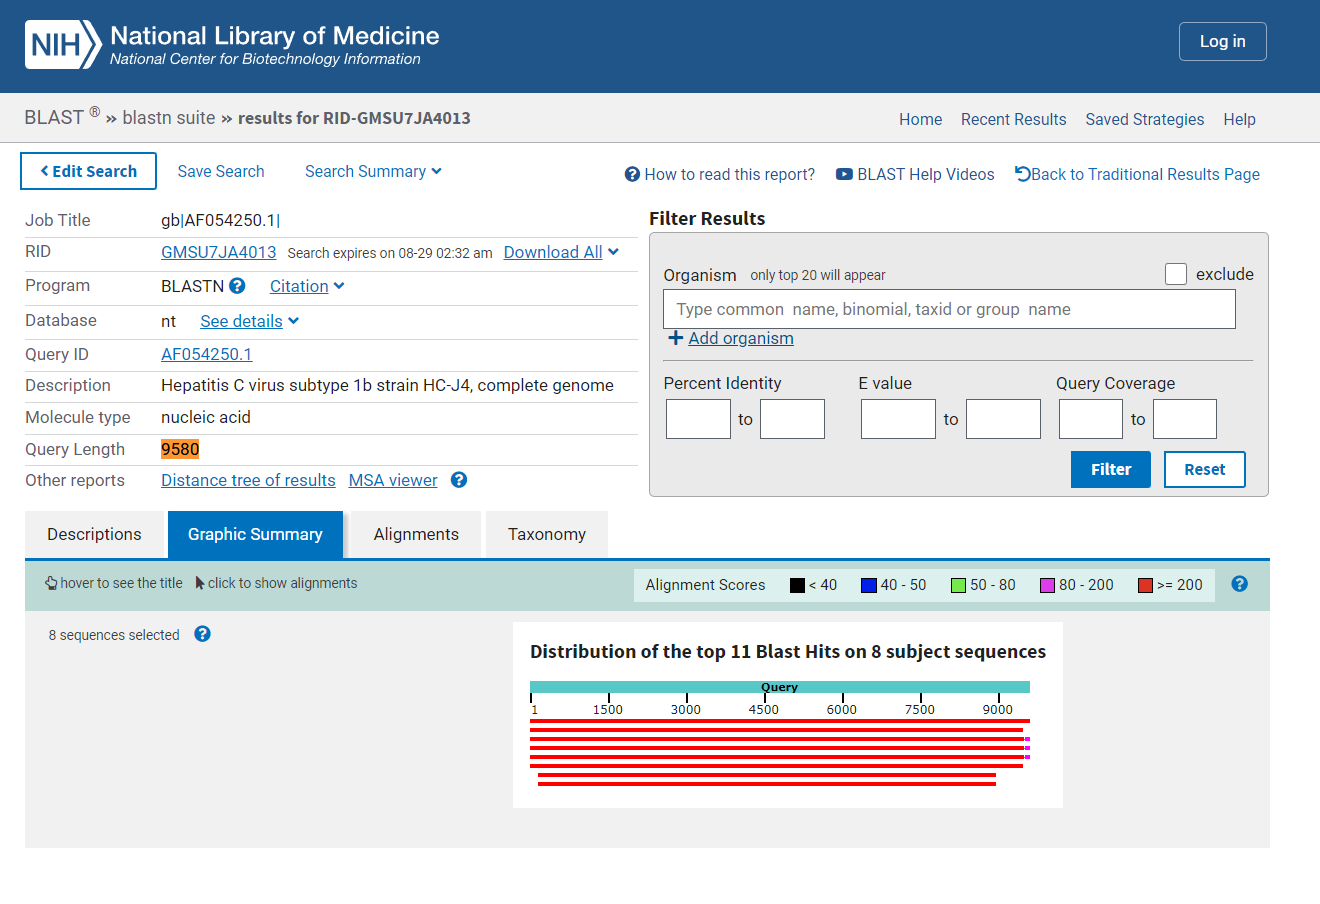 NIH National Library of Medicine
National Center for Biotechnology Information
Log in
BLAST ® » blastn suite » results for RID-GMSU7JA4013
Home Recent Results Saved Strategies Help
Edit Search Save Search Search Summary
How to read this report? BLAST Help Videos Back to Traditional Results Page
Job Title gb|AF054250.1|
RID GMSU7JA4013 Search expires on 08-29 02:32 am Download All
Program BLASTN Citation
Database nt See details
Query ID AF054250.1
Description Hepatitis C virus subtype 1b strain HC-J4, complete genome
Molecule type nucleic acid
Query Length 9580
Other reports Distance tree of results MSA viewer
Filter Results
Organism only top 20 will appear exclude
Type common name, binomial, taxid or group name
Add organism
Percent Identity E value Query Coverage
to to to
Filter Reset
Descriptions Graphic Summary Alignments Taxonomy
hover to see the title click to show alignments
Alignment Scores < 40 40 - 50 50 - 80 80 - 200 >= 200
8 sequences selected
Distribution of the top 11 Blast Hits on 8 subject sequences
Query
1 1500 3000 4500 6000 7500 9000